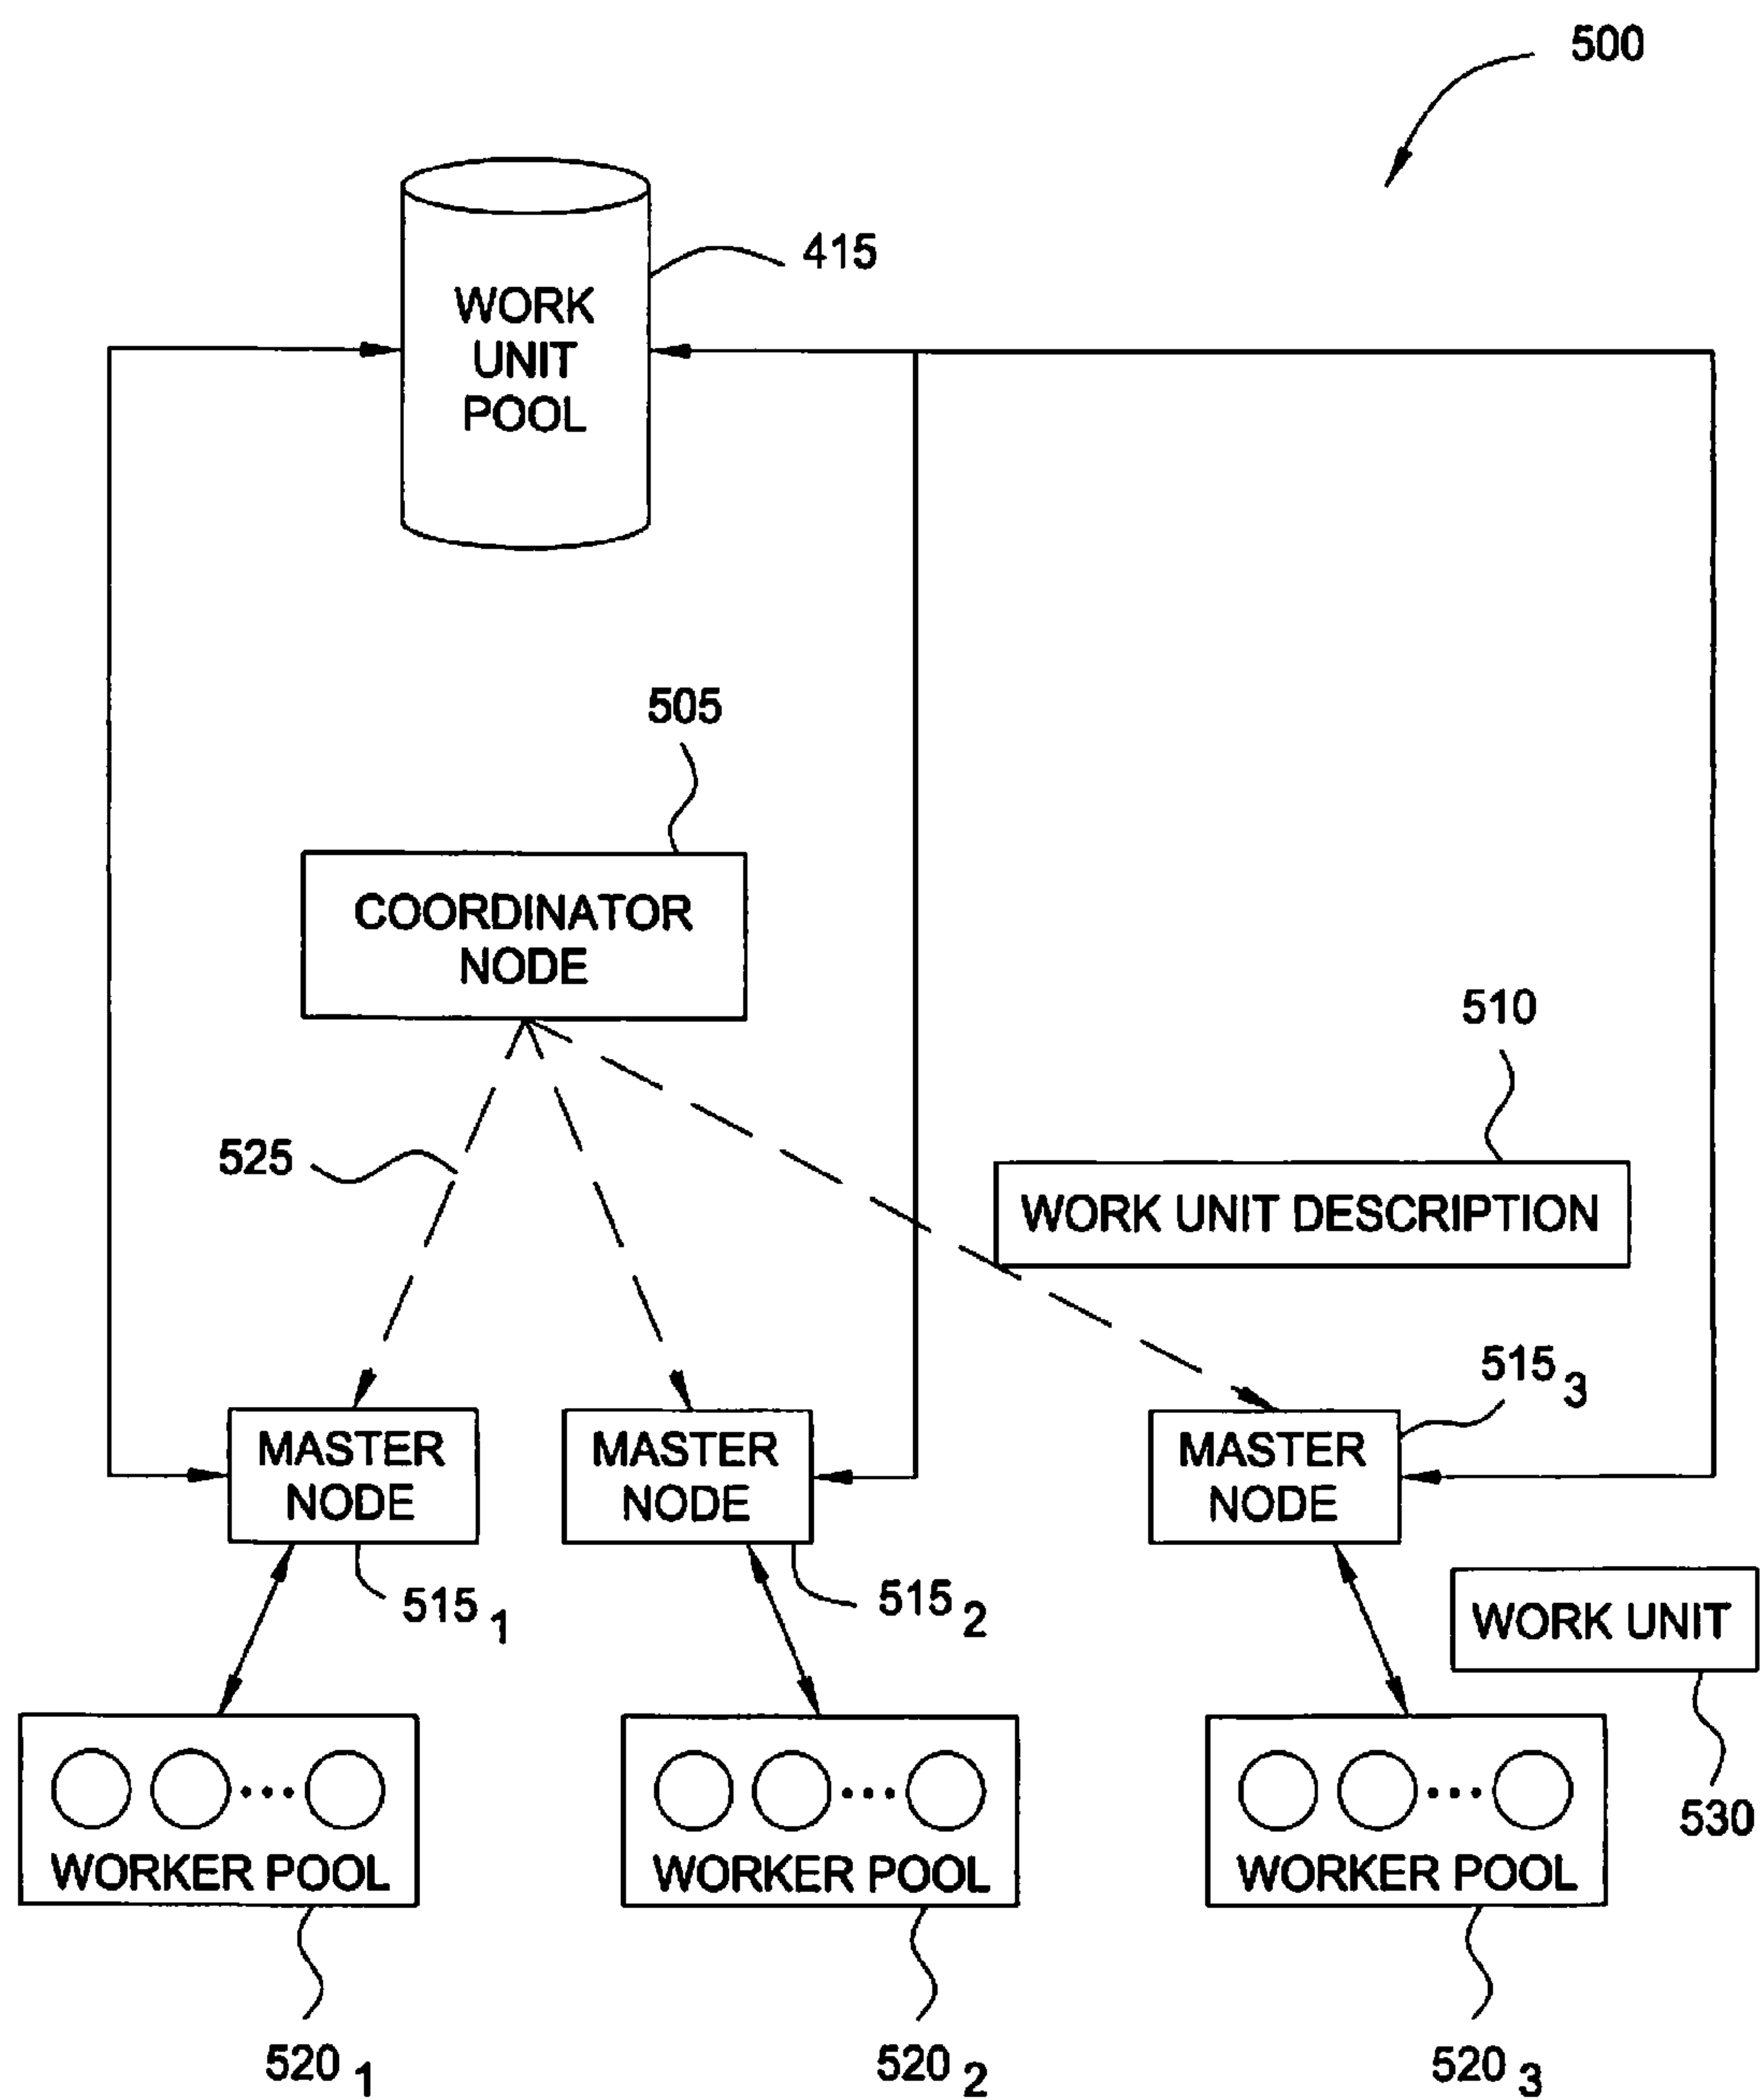 500
415
WORK
UNIT
POOL
505
COORDINATOR
NODE
510
525
WORK UNIT DESCRIPTION
515 3
MASTER
NODE
MASTER
NODE
MASTER
NODE
515 1
515 2
WORK UNIT
530
WORKER POOL
WORKER POOL
WORKER POOL
520 1
520 2
520 3